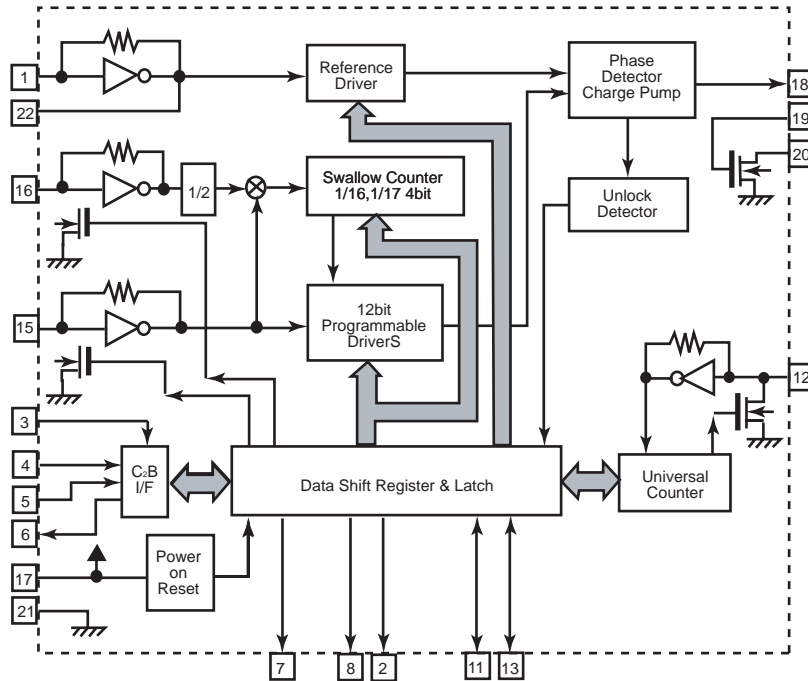 1
Reference
Driver
Phase
Detector
Charge Pump
18
22
19
20
16
1/2
Swallow Counter
1/16,1/17 4bit
Unlock
Detector
15
12bit
Programmable
DriverS
12
3
4
C2B
I/F
Data Shift Register & Latch
Universal
Counter
5
6
17
Power
on
Reset
21
7
8
2
11
13